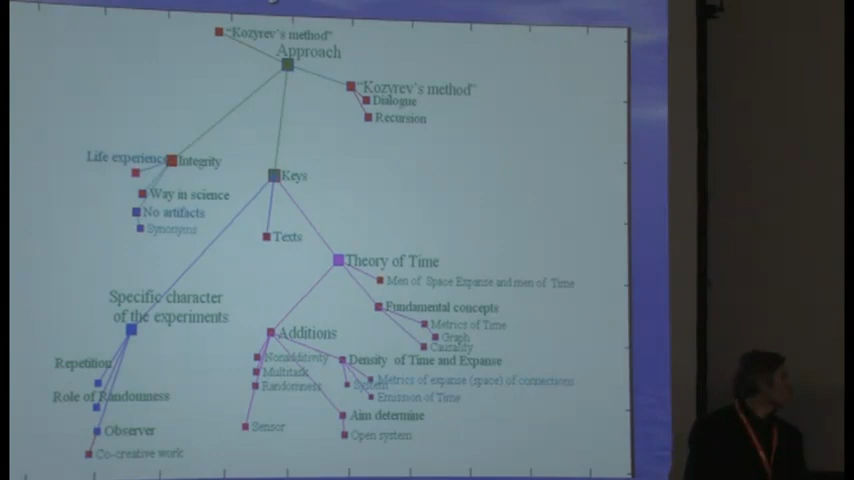 "Kozyrev's method"
Approach
"Kozyrev's method"
Dialogue
Recursion
Life experience
Integrity
Keys
Way in science
No artifacts
Synonyms
Texts
Theory of Time
Men of Space Expanse and men of Time
Specific character
of the experiments
Fundamental concepts
Metrics of Time
Graph
Causality
Additions
Repetition
Nonadditivity
Density of Time and Expanse
Multitask
Metrics of expanse (space) of connections
Randomness
System
Role of Randomness
Emission of Time
Aim determine
Observer
Sensor
Open system
Co-creative work